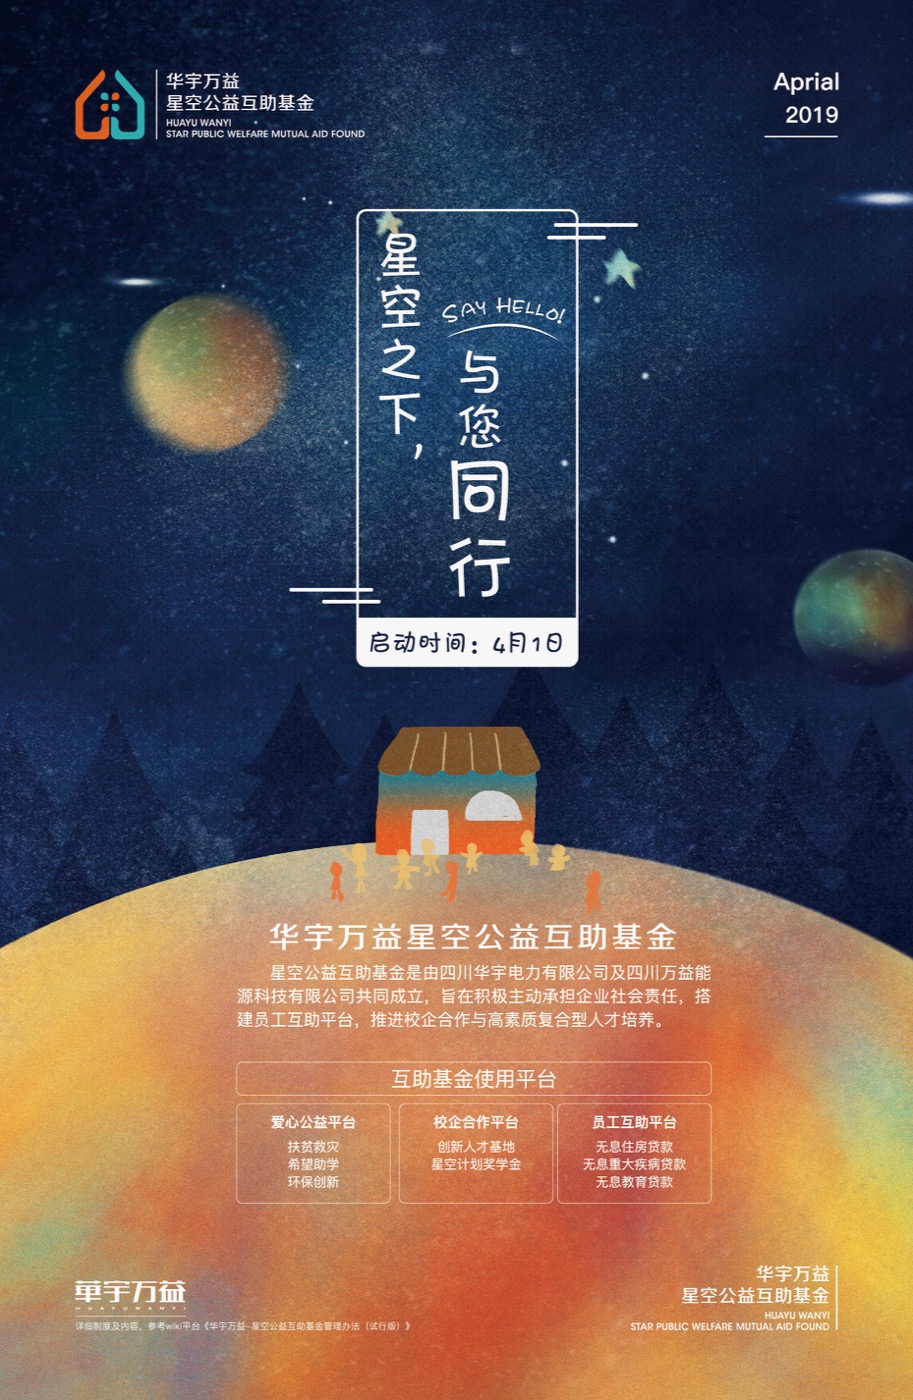 华宇万益
星空公益互助基金
HUAYU WANYI
STAR PUBLIC WELFARE MUTUAL AID FOUND
Aprial
2019
星空之下，
SAY HELLO!
与您同行
启动时间：4月1日
华宇万益星空公益互助基金
星空公益互助基金是由四川华宇电力有限公司及四川万益能
源科技有限公司共同成立，旨在积极主动承担企业社会责任，搭
建员工互助平台，推进校企合作与高素质复合型人才培养。
互助基金使用平台
爱心公益平台
扶贫救灾
希望助学
环保创新
校企合作平台
创新人才基地
星空计划奖学金
员工互助平台
无息住房贷款
无息重大疾病贷款
无息教育贷款
華宇万益
HUAYUWANYI
详细制度及内容，参考wiki平台《华宇万益-星空公益互助基金管理办法（试行版）》
华宇万益
星空公益互助基金
HUAYU WANYI
STAR PUBLIC WELFARE MUTUAL AID FOUND